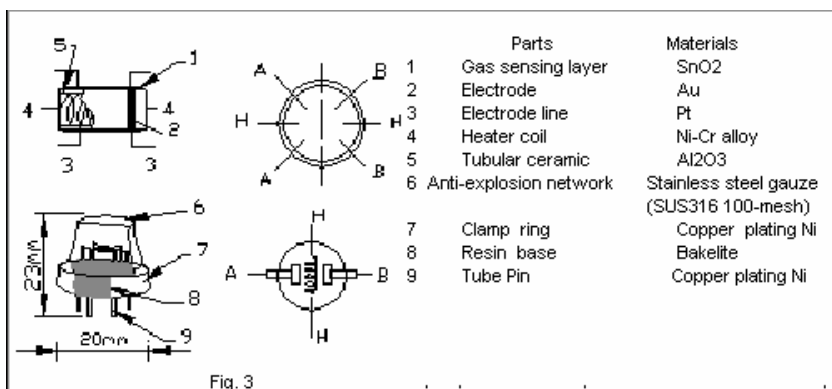 Parts Materials
1 Gas sensing layer SnO2
2 Electrode Au
3 Electrode line Pt
4 Heater coil Ni-Cr alloy
5 Tubular ceramic Al2O3
6 Anti-explosion network Stainless steel gauze
(SUS316 100-mesh)
7 Clamp ring Copper plating Ni
8 Resin base Bakelite
9 Tube Pin Copper plating Ni
5 1
4 4
2
3 3
A B
H H
A B
6
7
8
9
23mm
20mm
H
A B
H
Fig. 3